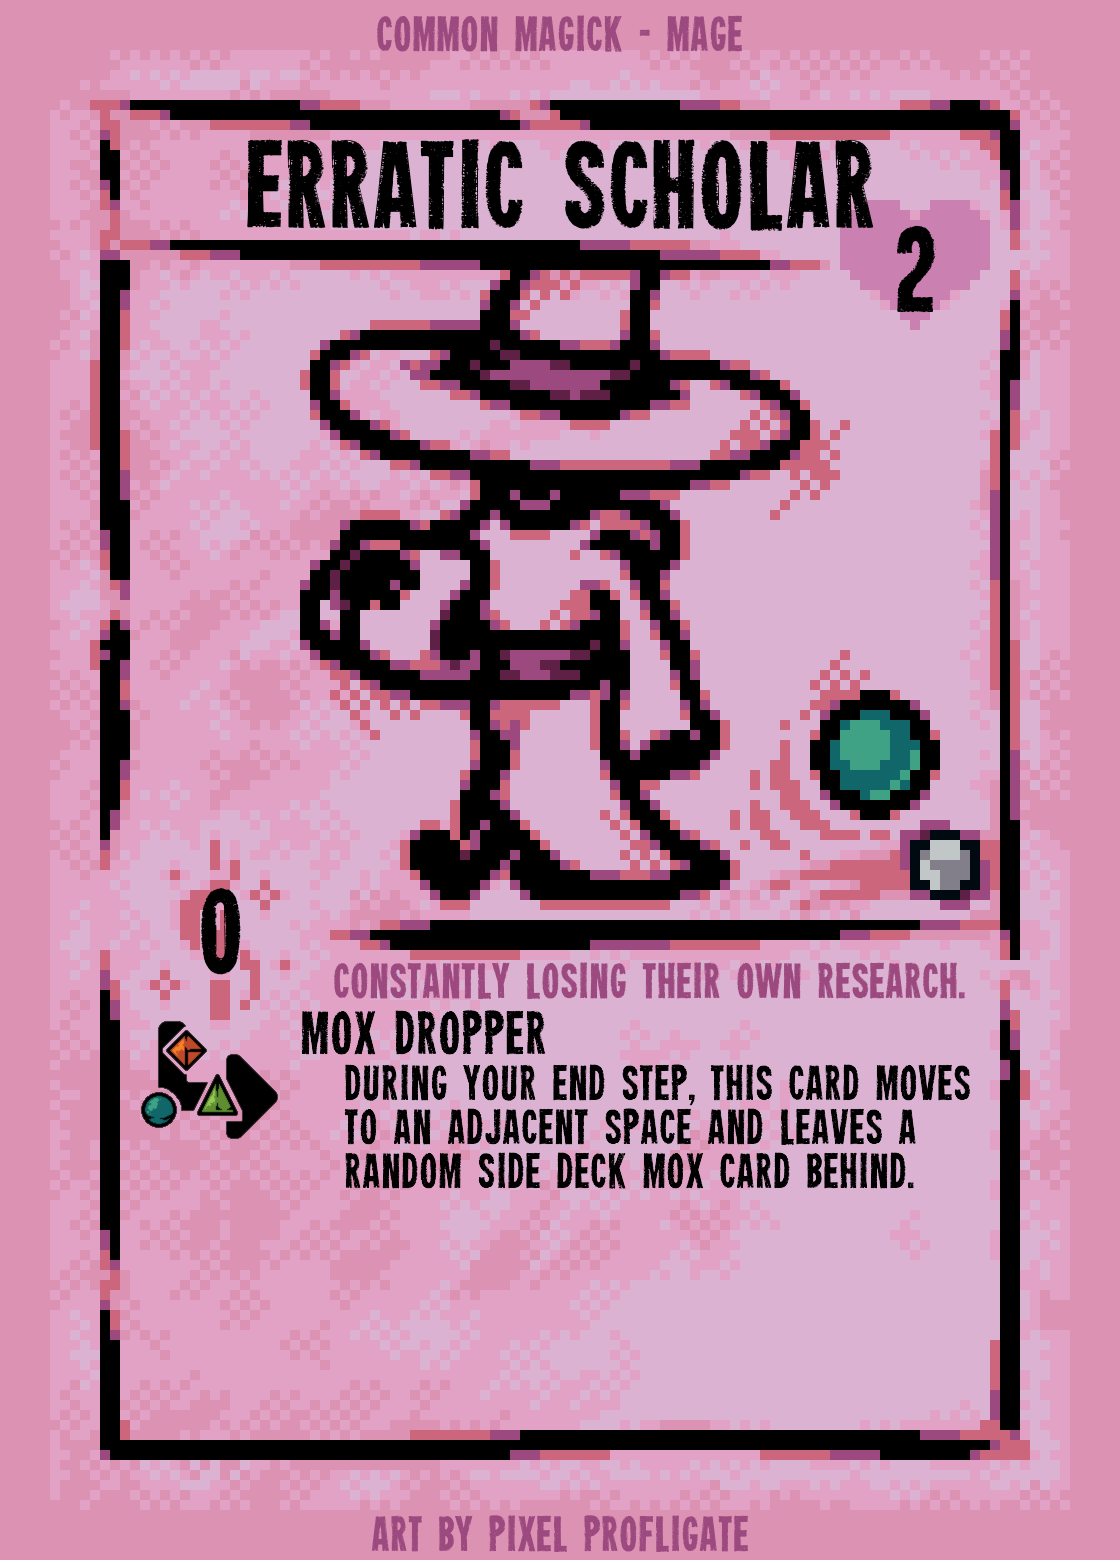 COMMON MAGICK - MAGE
ERRATIC SCHOLAR
2
0
CONSTANTLY LOSING THEIR OWN RESEARCH.
MOX DROPPER
DURING YOUR END STEP, THIS CARD MOVES
TO AN ADJACENT SPACE AND LEAVES A
RANDOM SIDE DECK MOX CARD BEHIND.
ART BY PIXEL PROFLIGATE